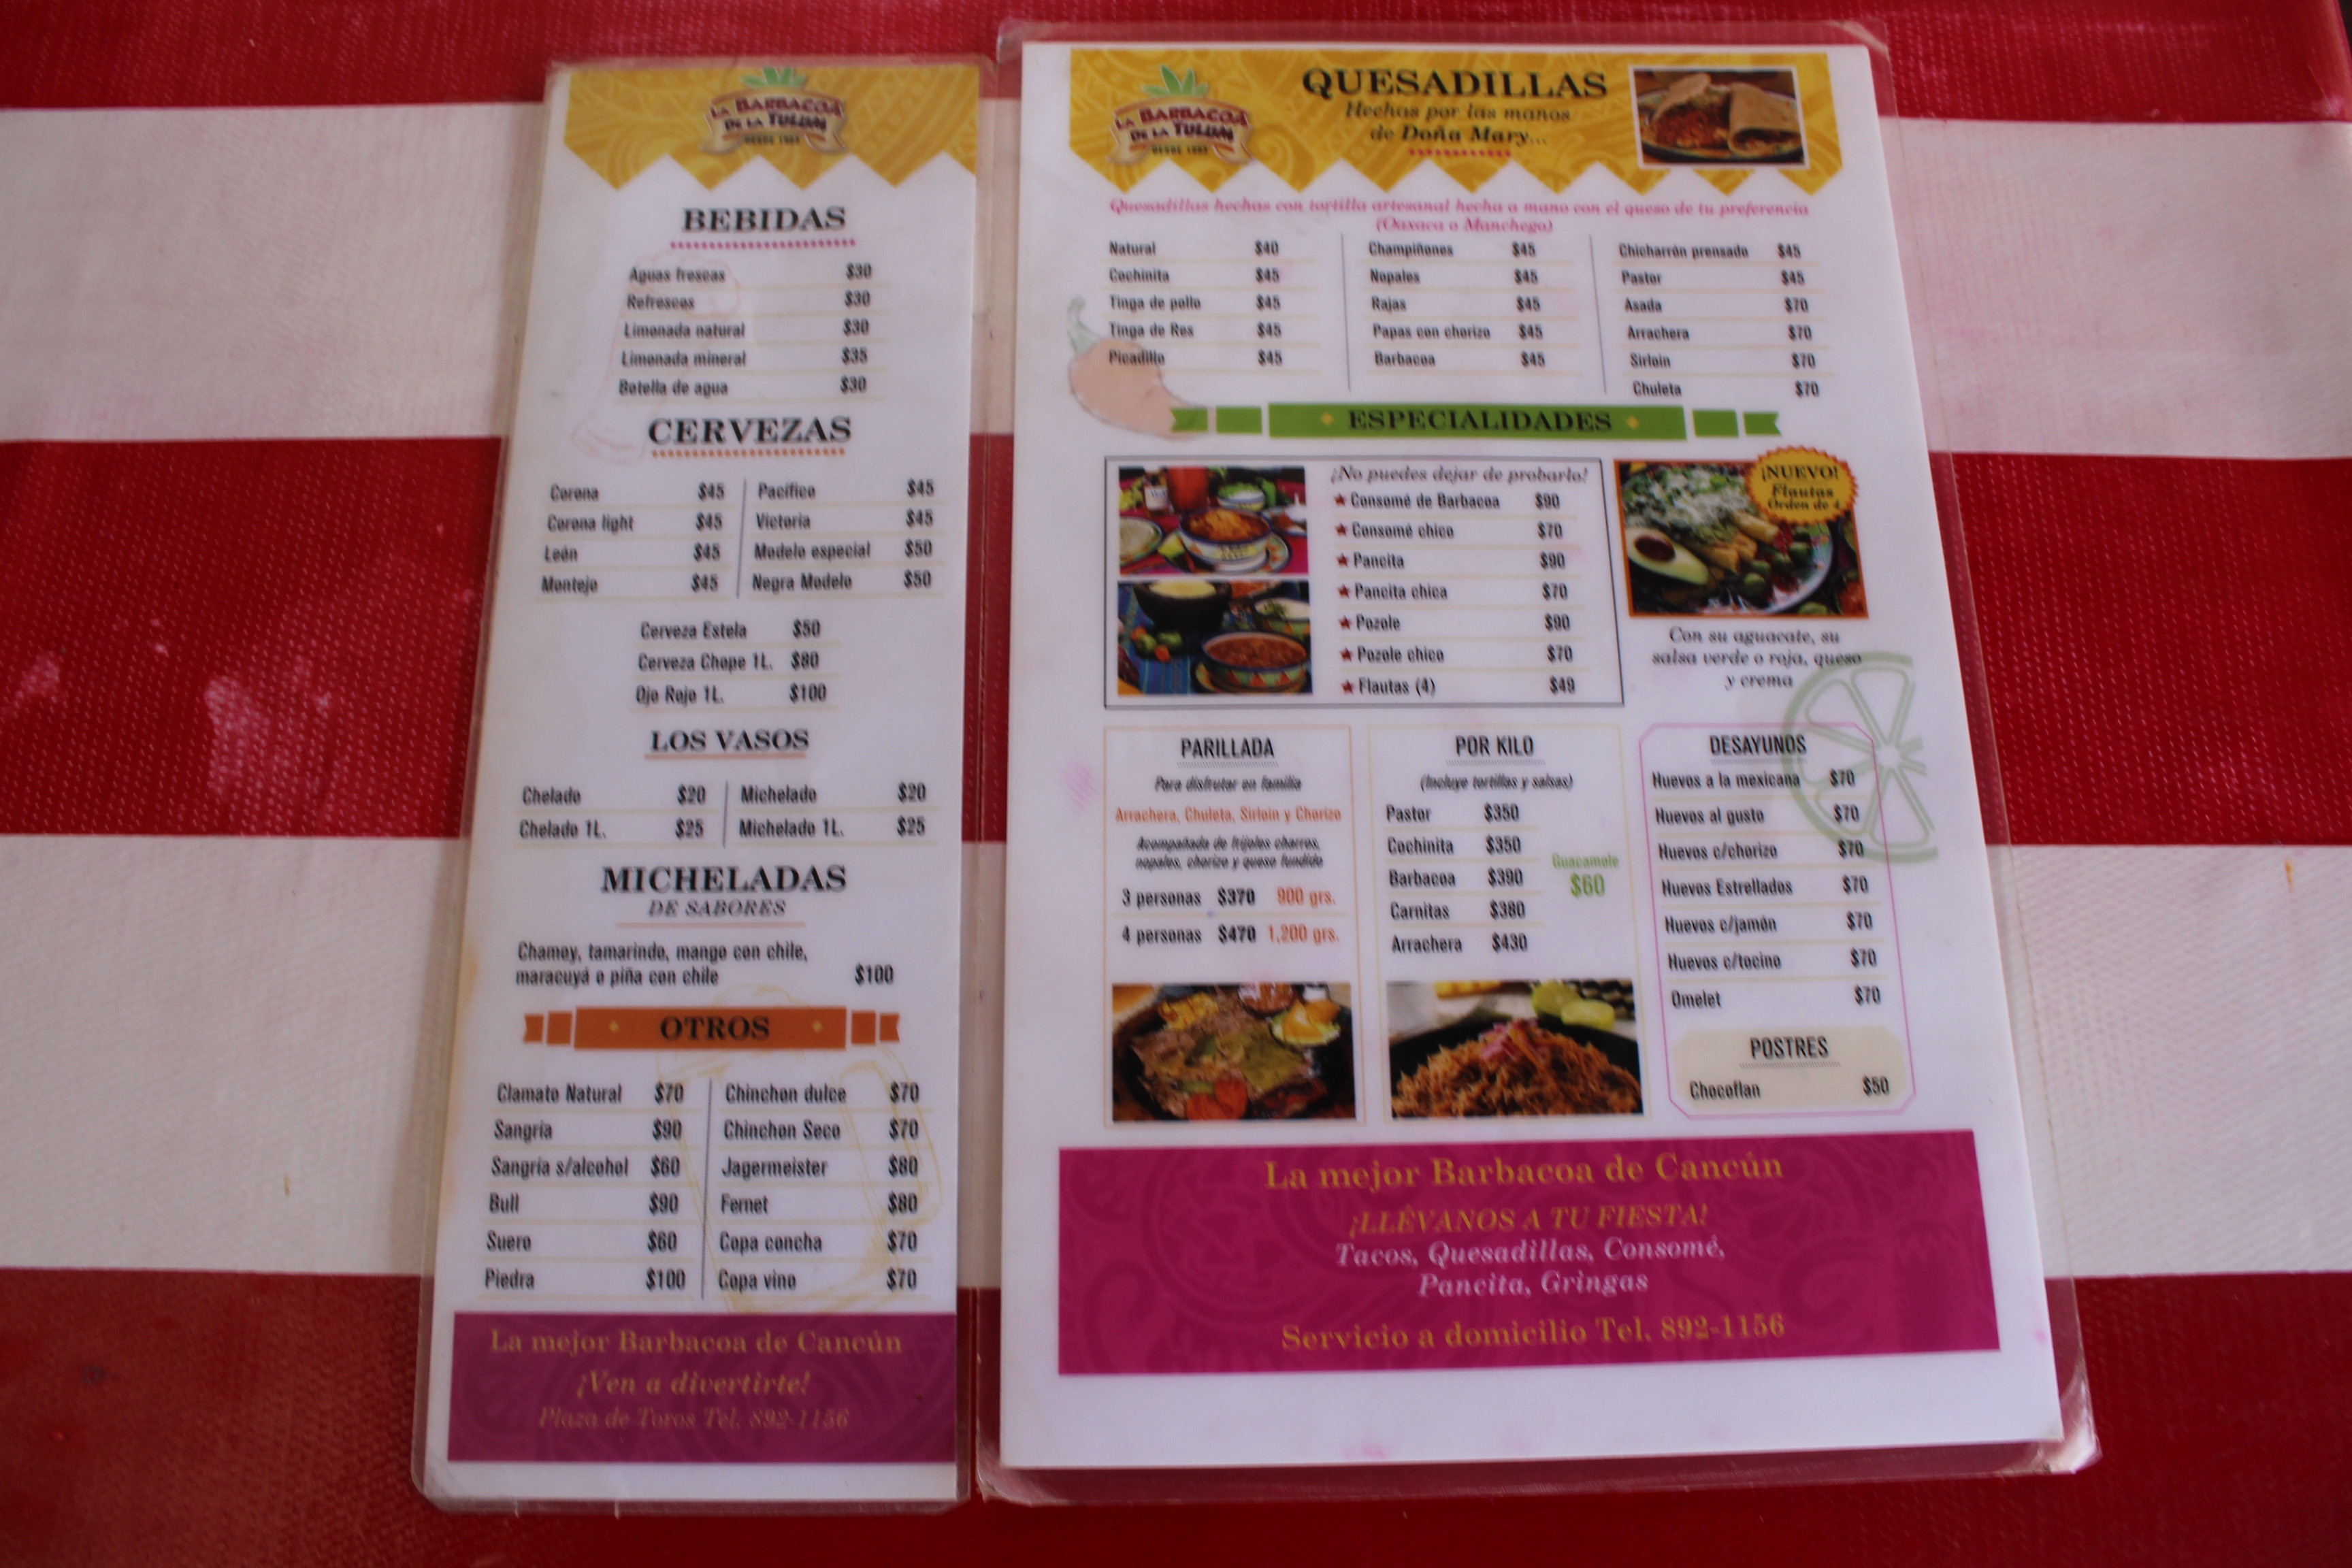 LA BARBACOA
DE LA TULUM
BEBIDAS
Aguas frescas $30
Refrescos $30
Limonada natural $30
Limonada mineral $35
Botella de agua $30
CERVEZAS
Corona $45 Pacifico $45
Corona light $45 Victoria $45
León $45 Modelo especial $50
Montejo $45 Negra Modelo $50
Cerveza Estela $50
Cerveza Chope 1L. $80
Ojo Rojo 1L. $100
LOS VASOS
Chelado $20 Michelado $20
Chelado 1L. $25 Michelado 1L. $25
MICHELADAS
DE SABORES
Chamoy, tamarindo, mango con chile,
maracuyá o piña con chile $100
OTROS
Clamato Natural $70 Chinchon dulce $70
Sangría $90 Chinchon Seco $70
Sangría s/alcohol $60 Jagermeister $80
Bull $90 Fernet $80
Suero $60 Copa concha $70
Piedra $100 Copa vino $70
La mejor Barbacoa de Cancún
¡Ven a divertirte!
Plaza de Toros Tel. 892-1156
LA BARBACOA
DE LA TULUM
QUESADILLAS
Hechas por las manos
de Doña Mary...
Quesadillas hechas con tortilla artesanal hecha a mano con el queso de tu preferencia
(Oaxaca o Manchego)
Natural $40 Champiñones $45 Chicharrón prensado $45
Cochinita $45 Nopales $45 Pastor $45
Tinga de pollo $45 Rajas $45 Asada $70
Tinga de Res $45 Papas con chorizo $45 Arrachera $70
Picadillo $45 Barbacoa $45 Sirloin $70
Chuleta $70
ESPECIALIDADES
¡No puedes dejar de probarlo!
Consomé de Barbacoa $90
Consomé chico $70
Pancita $90
Pancita chica $70
Pozole $90
Pozole chico $70
Flautas (4) $49
¡NUEVO!
Flautas
Orden de 4
Con su aguacate, su
salsa verde o roja, queso
y crema
PARILLADA
Para disfrutar en familia
Arrachera, Chuleta, Sirloin y Chorizo
Acompañada de frijoles charros,
nopales, chorizo y queso fundido
3 personas $370 900 grs.
4 personas $470 1,200 grs.
POR KILO
(Incluye tortillas y salsas)
Pastor $350
Cochinita $350
Barbacoa $390
Carnitas $380
Arrachera $430
Guacamole
$60
DESAYUNOS
Huevos a la mexicana $70
Huevos al gusto $70
Huevos c/chorizo $70
Huevos Estrellados $70
Huevos c/jamón $70
Huevos c/tocino $70
Omelet $70
POSTRES
Chocoflan $50
La mejor Barbacoa de Cancún
¡LLÉVANOS A TU FIESTA!
Tacos, Quesadillas, Consomé,
Pancita, Gringas
Servicio a domicilio Tel. 892-1156